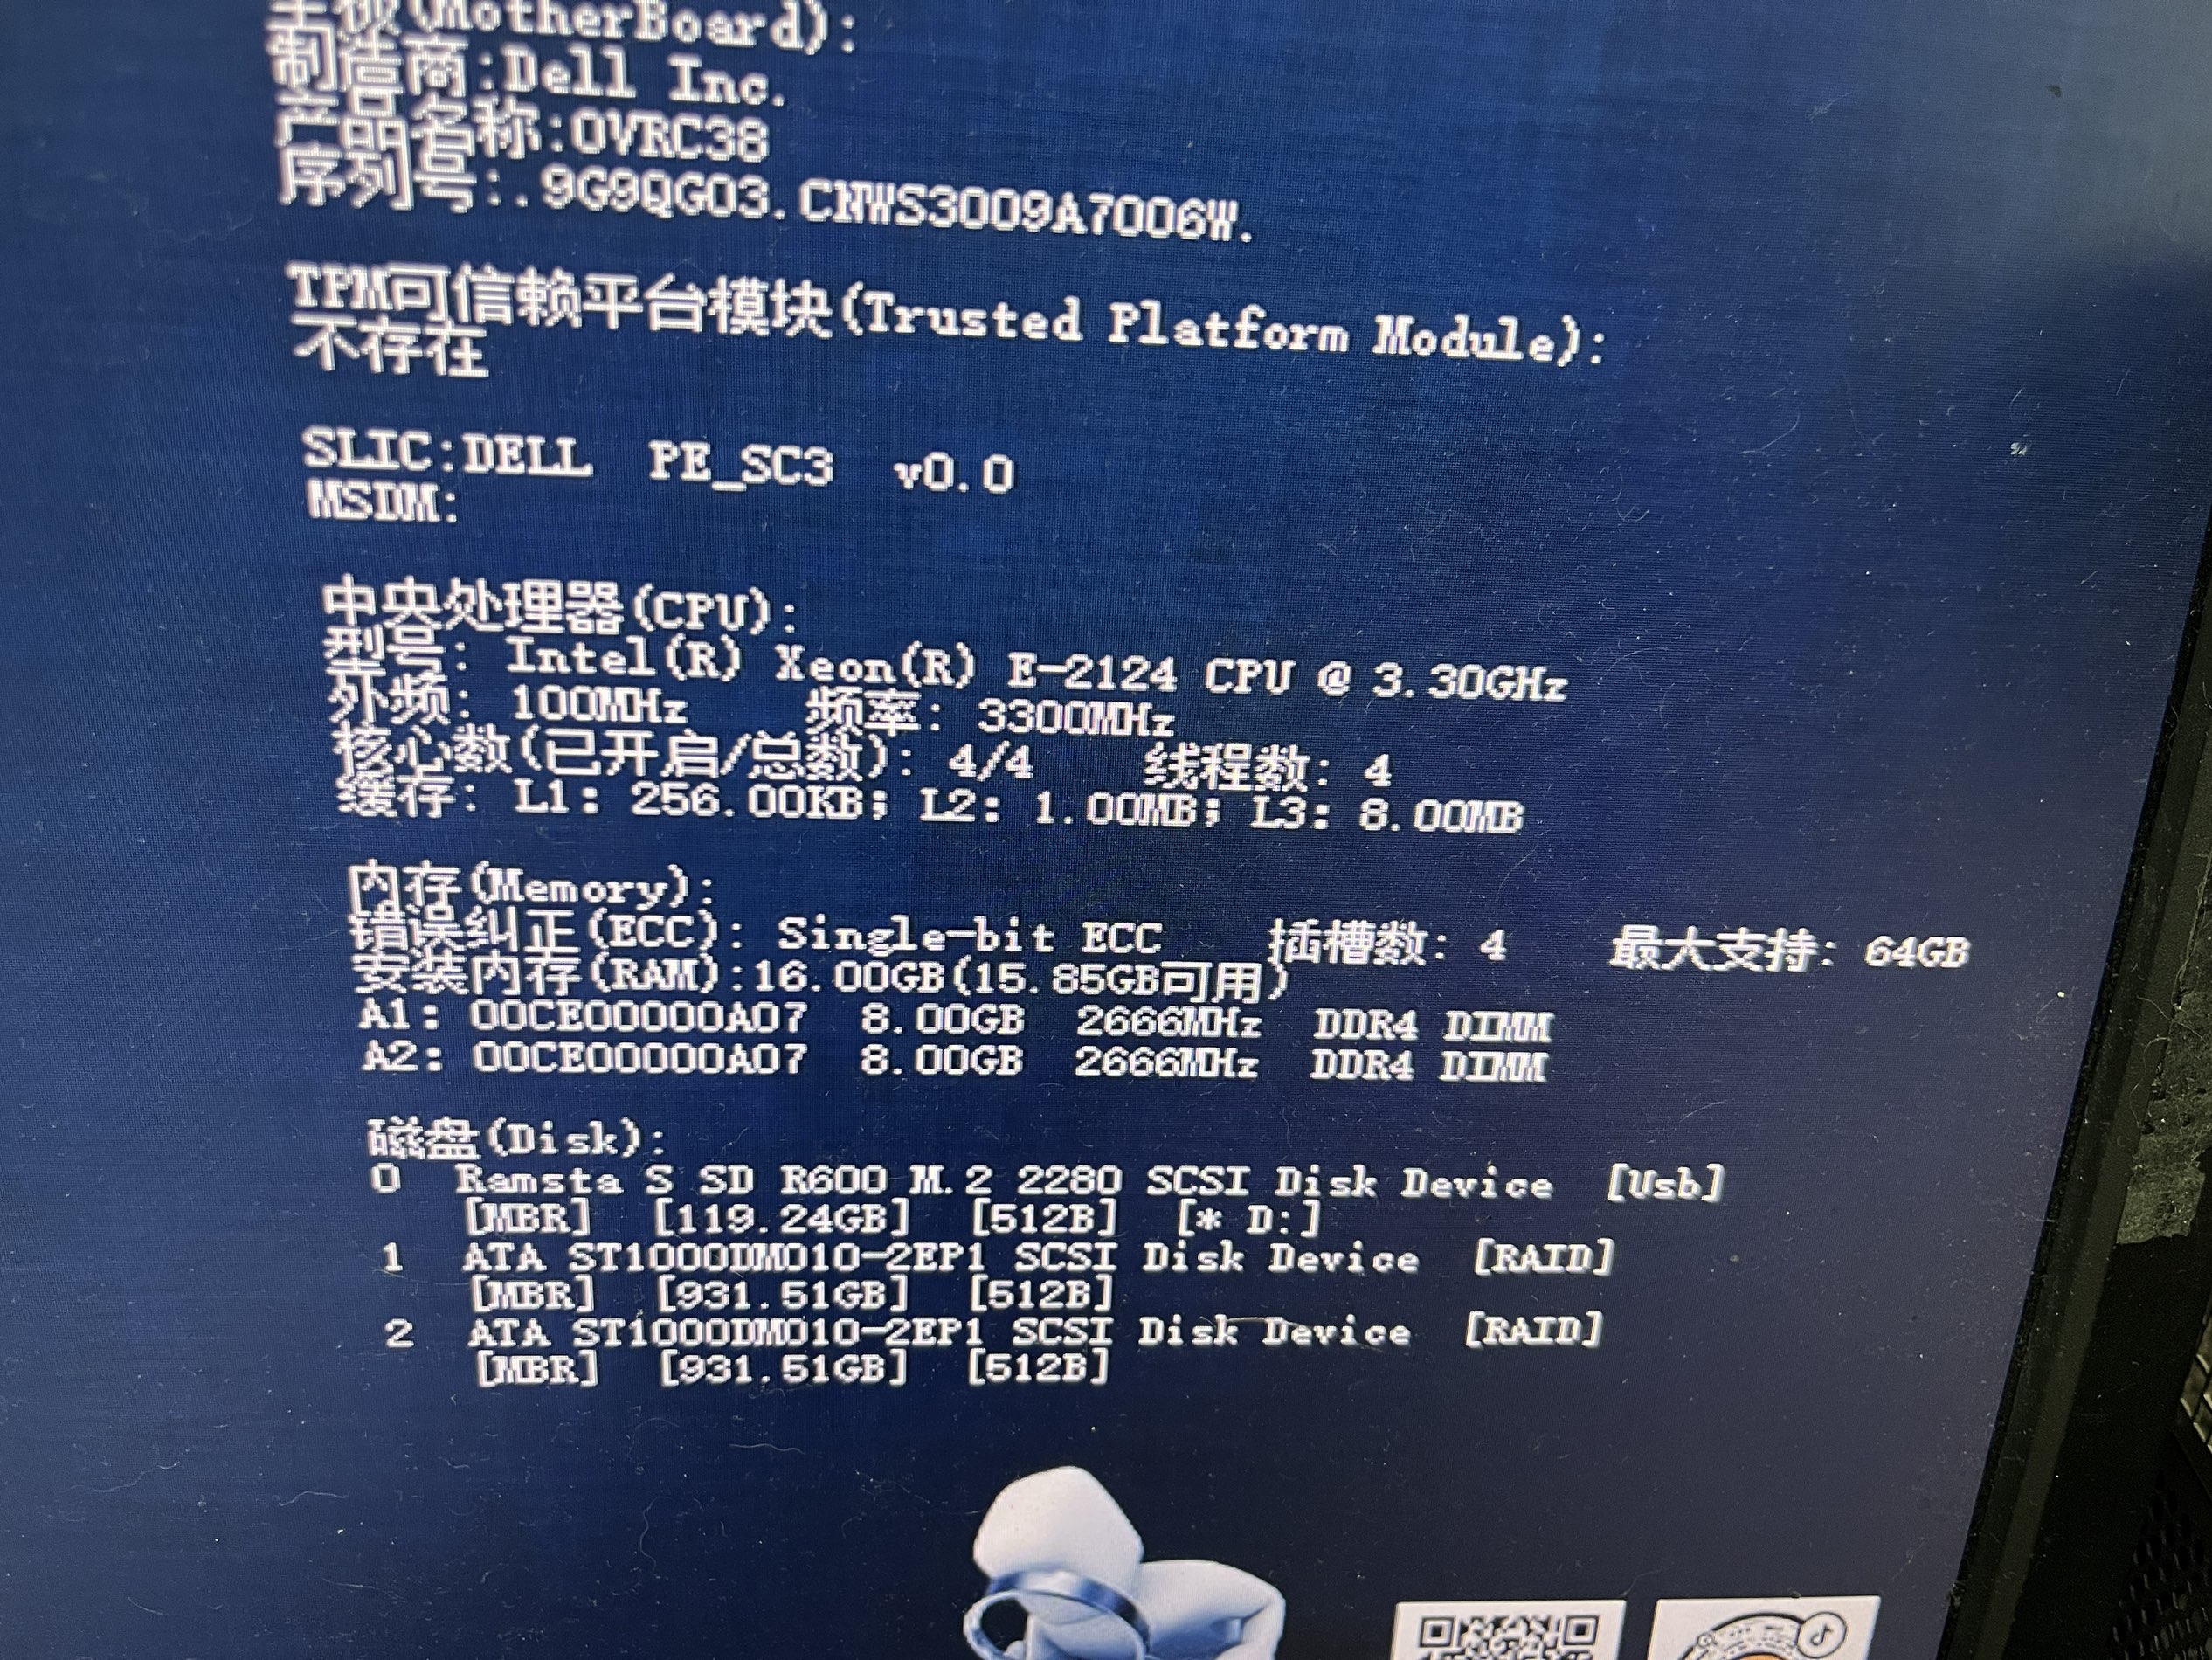 主板(MotherBoard):
制造商:Dell Inc.
产品名称:0VRC38
序列号:.9G9QG03.CNWS3009A7006W.
TPM可信赖平台模块(Trusted Platform Module):
不存在
SLIC:DELL PE_SC3 v0.0
MSDM:
中央处理器(CPU):
型号: Intel(R) Xeon(R) E-2124 CPU @ 3.30GHz
外频: 100MHz 频率: 3300MHz
核心数(已开启/总数): 4/4 线程数: 4
缓存: L1: 256.00KB; L2: 1.00MB; L3: 8.00MB
内存(Memory):
错误纠正(ECC): Single-bit ECC 插槽数: 4 最大支持: 64GB
安装内存(RAM):16.00GB(15.85GB可用)
A1: 00CE00000A07 8.00GB 2666MHz DDR4 DIMM
A2: 00CE00000A07 8.00GB 2666MHz DDR4 DIMM
磁盘(Disk):
0 Ramsta S SD R600 M.2 2280 SCSI Disk Device [Usb]
[MBR] [119.24GB] [512B] [* D:]
1 ATA ST1000DM010-2EP1 SCSI Disk Device [RAID]
[MBR] [931.51GB] [512B]
2 ATA ST1000DM010-2EP1 SCSI Disk Device [RAID]
[MBR] [931.51GB] [512B]